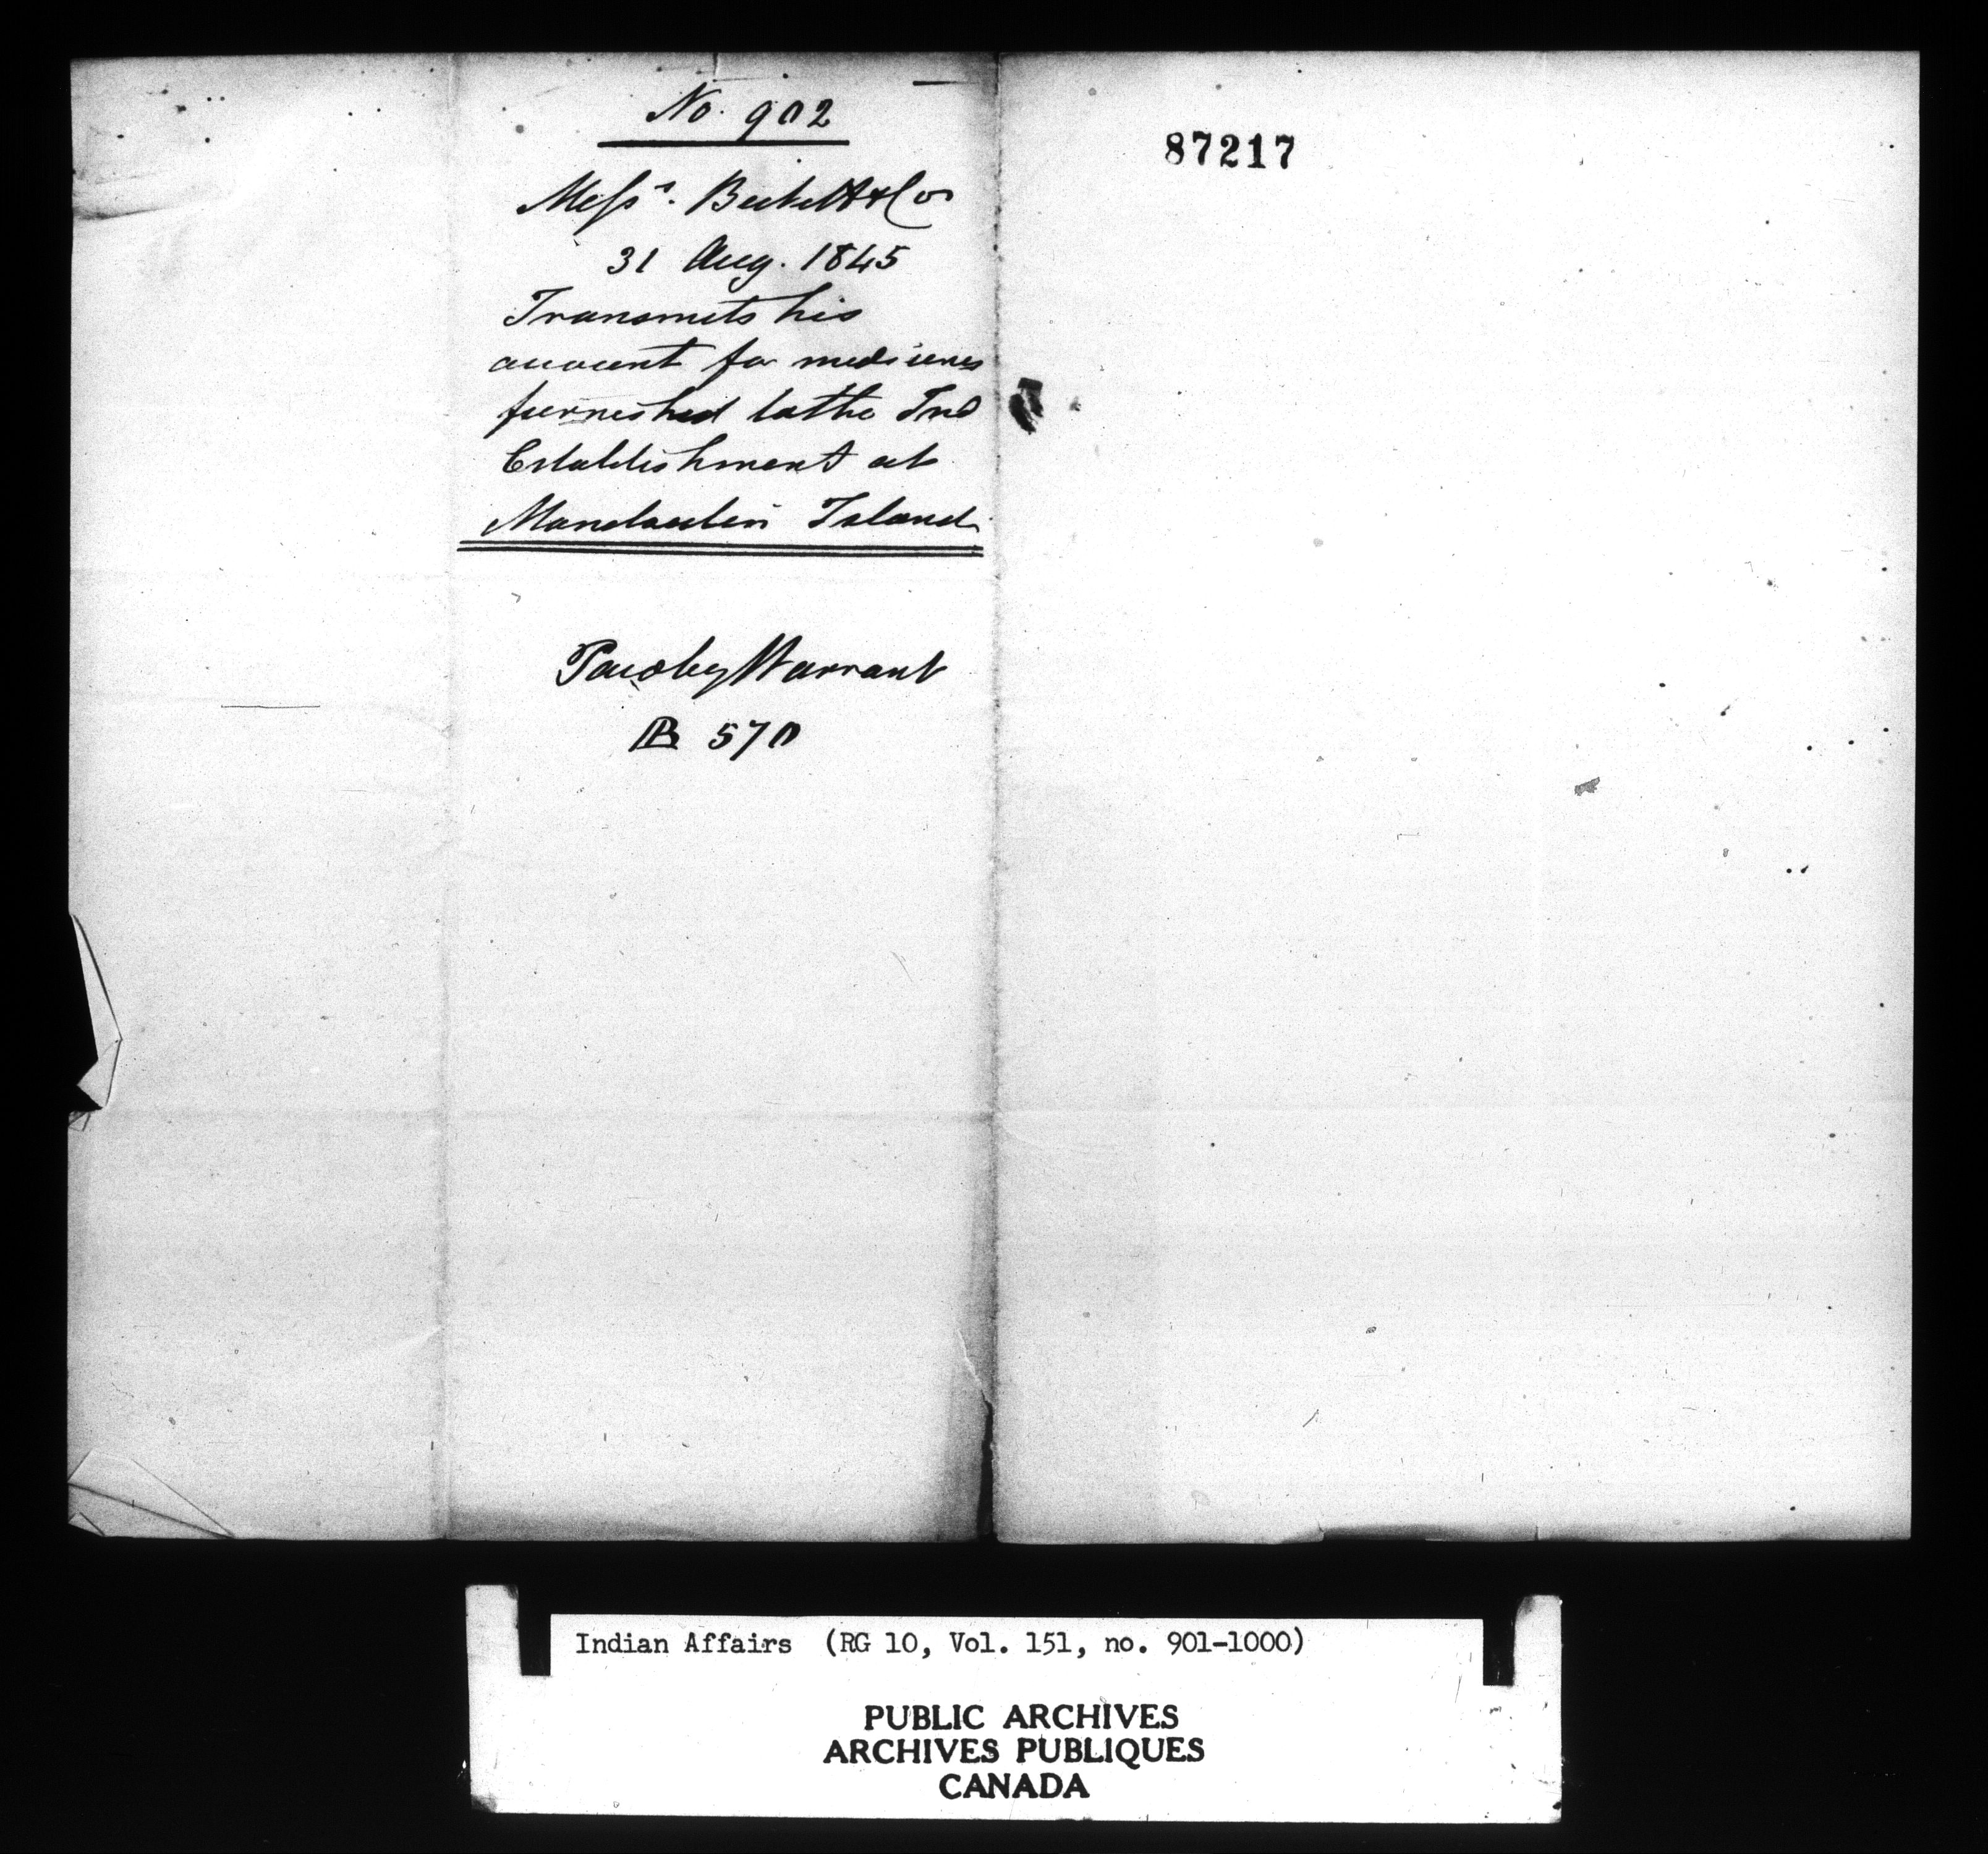 No. 902
Messrs. Beckett & Co
31 Aug. 1845
Transmits his
account for medicines
furnished to the Ind
Establishment at
Mandaulin Island
Paid by Warrant
B 570
87217
Indian Affairs (RG 10, Vol. 151, no. 901-1000)
PUBLIC ARCHIVES
ARCHIVES PUBLIQUES
CANADA